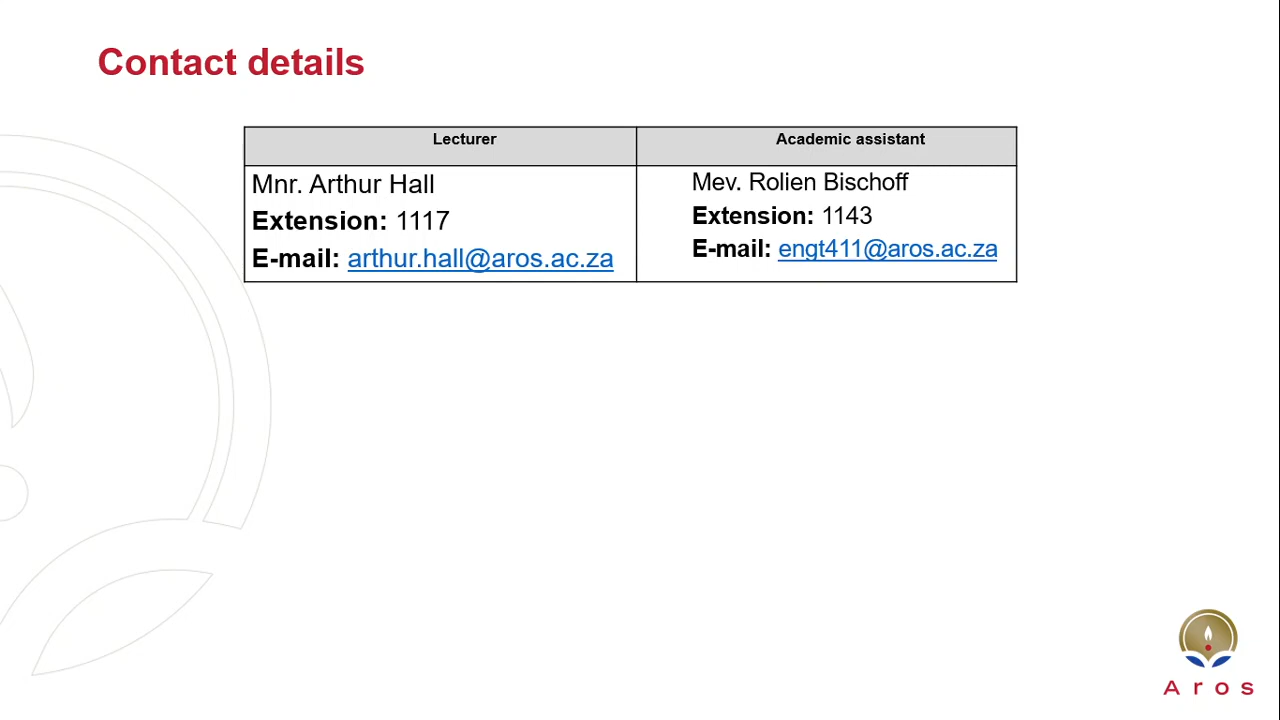 Contact details
Lecturer
Academic assistant
Mnr. Arthur Hall
Extension: 1117
E-mail: arthur.hall@aros.ac.za
Mev. Rolien Bischoff
Extension: 1143
E-mail: engt411@aros.ac.za
Aros